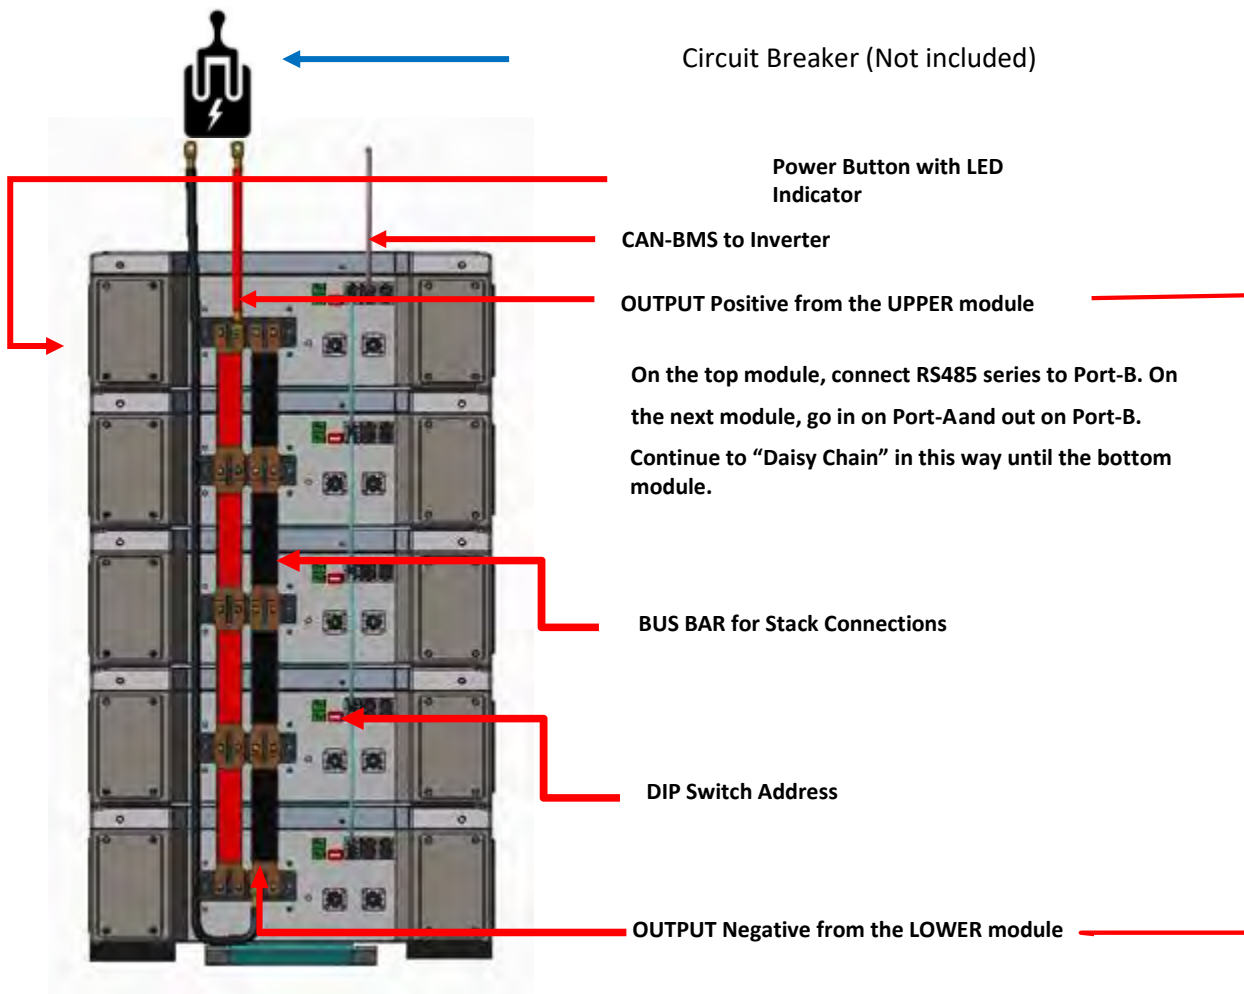 Circuit Breaker (Not included)
Power Button with LED
Indicator
CAN-BMS to Inverter
OUTPUT Positive from the UPPER module
On the top module, connect RS485 series to Port-B. On
the next module, go in on Port-Aand out on Port-B.
Continue to “Daisy Chain” in this way until the bottom
module.
BUS BAR for Stack Connections
DIP Switch Address
OUTPUT Negative from the LOWER module